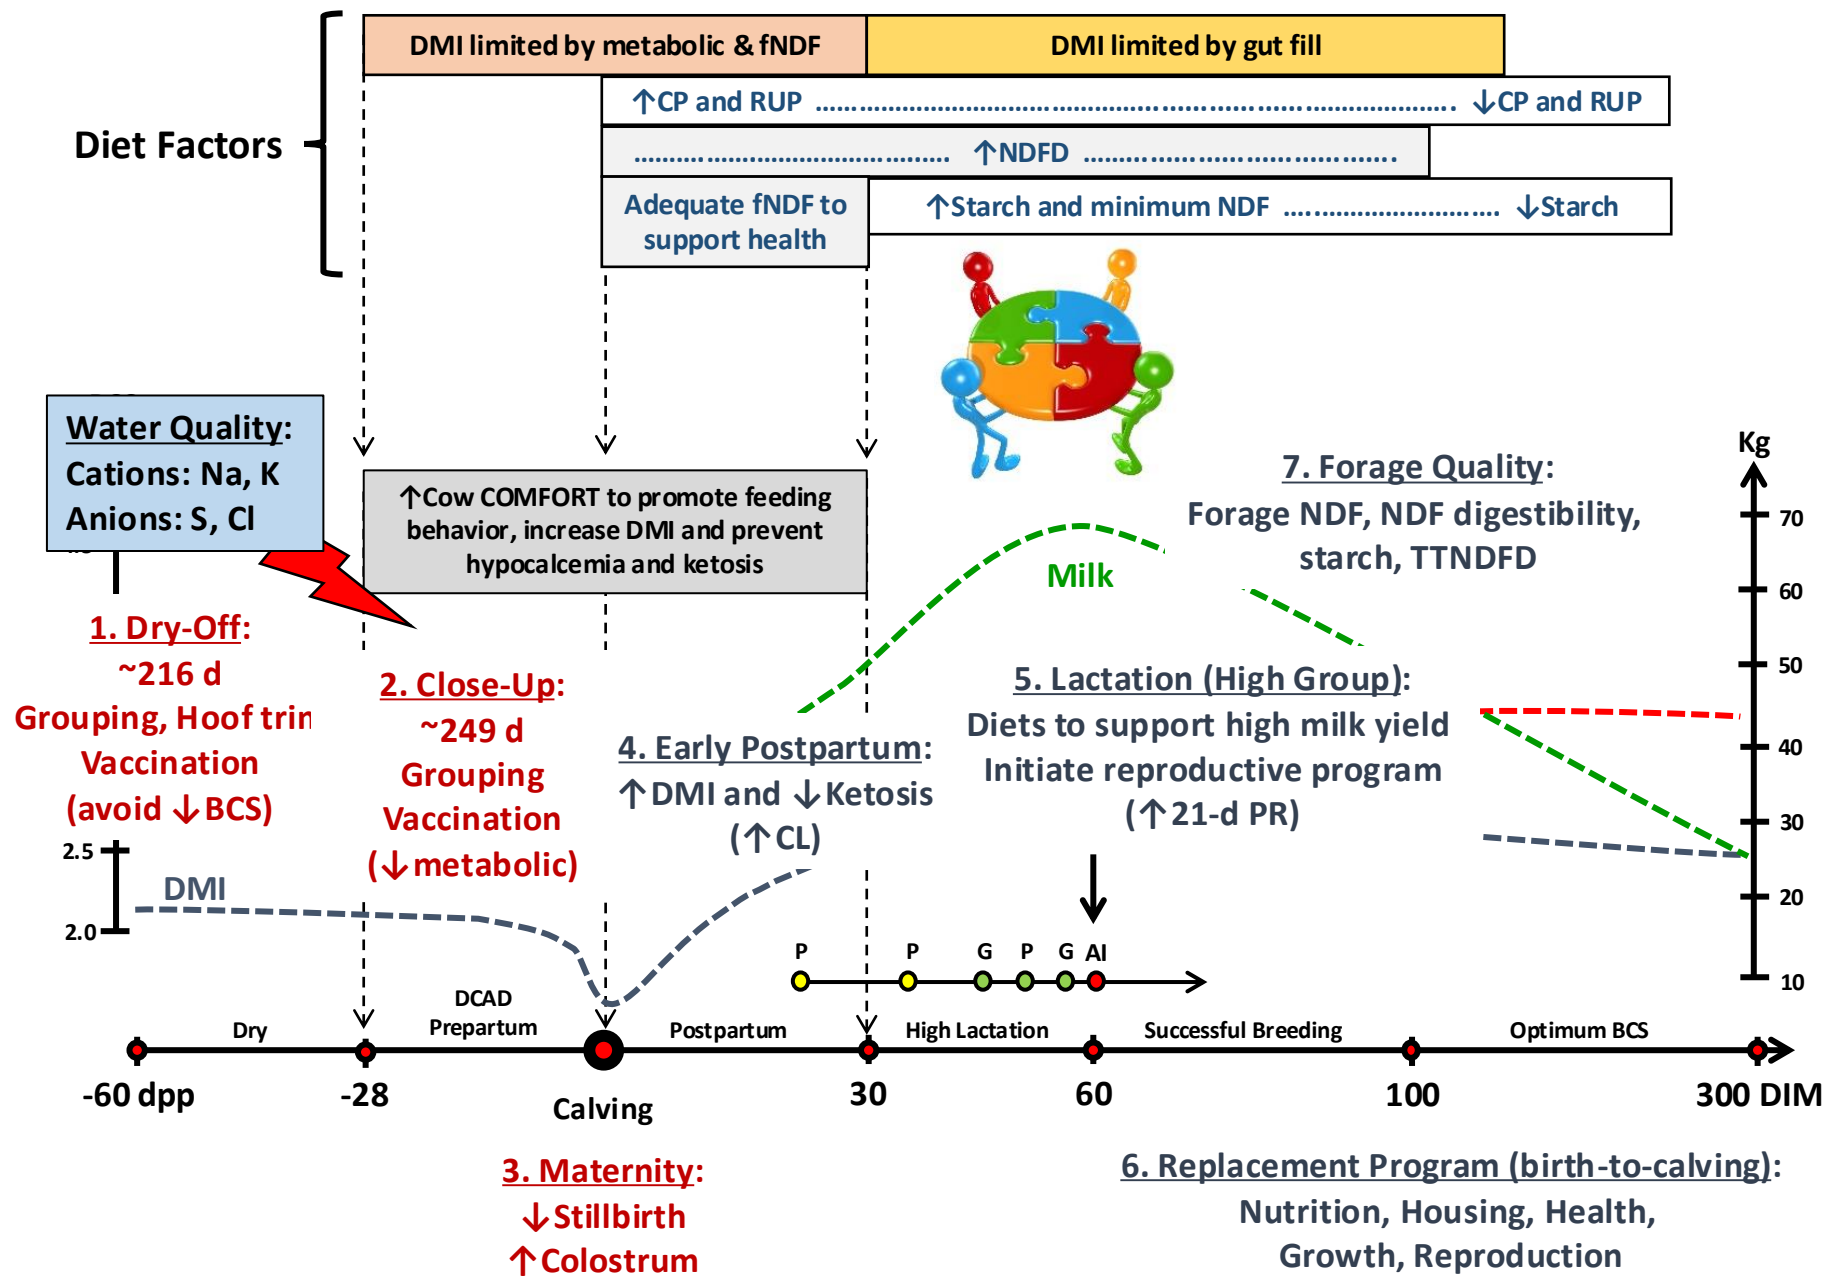 DMI limited by metabolic & fNDF
DMI limited by gut fill
↑CP and RUP ................................................................ ↓CP and RUP
Diet Factors
................................ ↑NDFD ................................
Adequate fNDF to
support health
↑Starch and minimum NDF ........................ ↓Starch
Water Quality:
Cations: Na, K
Anions: S, Cl
↑Cow COMFORT to promote feeding
behavior, increase DMI and prevent
hypocalcemia and ketosis
7. Forage Quality:
Forage NDF, NDF digestibility,
starch, TTNDFD
Kg
70
60
50
40
30
20
10
Milk
1. Dry-Off:
~216 d
Grouping, Hoof trin
Vaccination
(avoid ↓BCS)
2. Close-Up:
~249 d
Grouping
Vaccination
(↓metabolic)
4. Early Postpartum:
↑DMI and ↓Ketosis
(↑CL)
5. Lactation (High Group):
Diets to support high milk yield
Initiate reproductive program
(↑21-d PR)
2.5
2.0
DMI
P P G P G AI
Dry
DCAD
Prepartum
Postpartum
High Lactation
Successful Breeding
Optimum BCS
-60 dpp
-28
Calving
30
60
100
300 DIM
3. Maternity:
↓Stillbirth
↑Colostrum
6. Replacement Program (birth-to-calving):
Nutrition, Housing, Health,
Growth, Reproduction